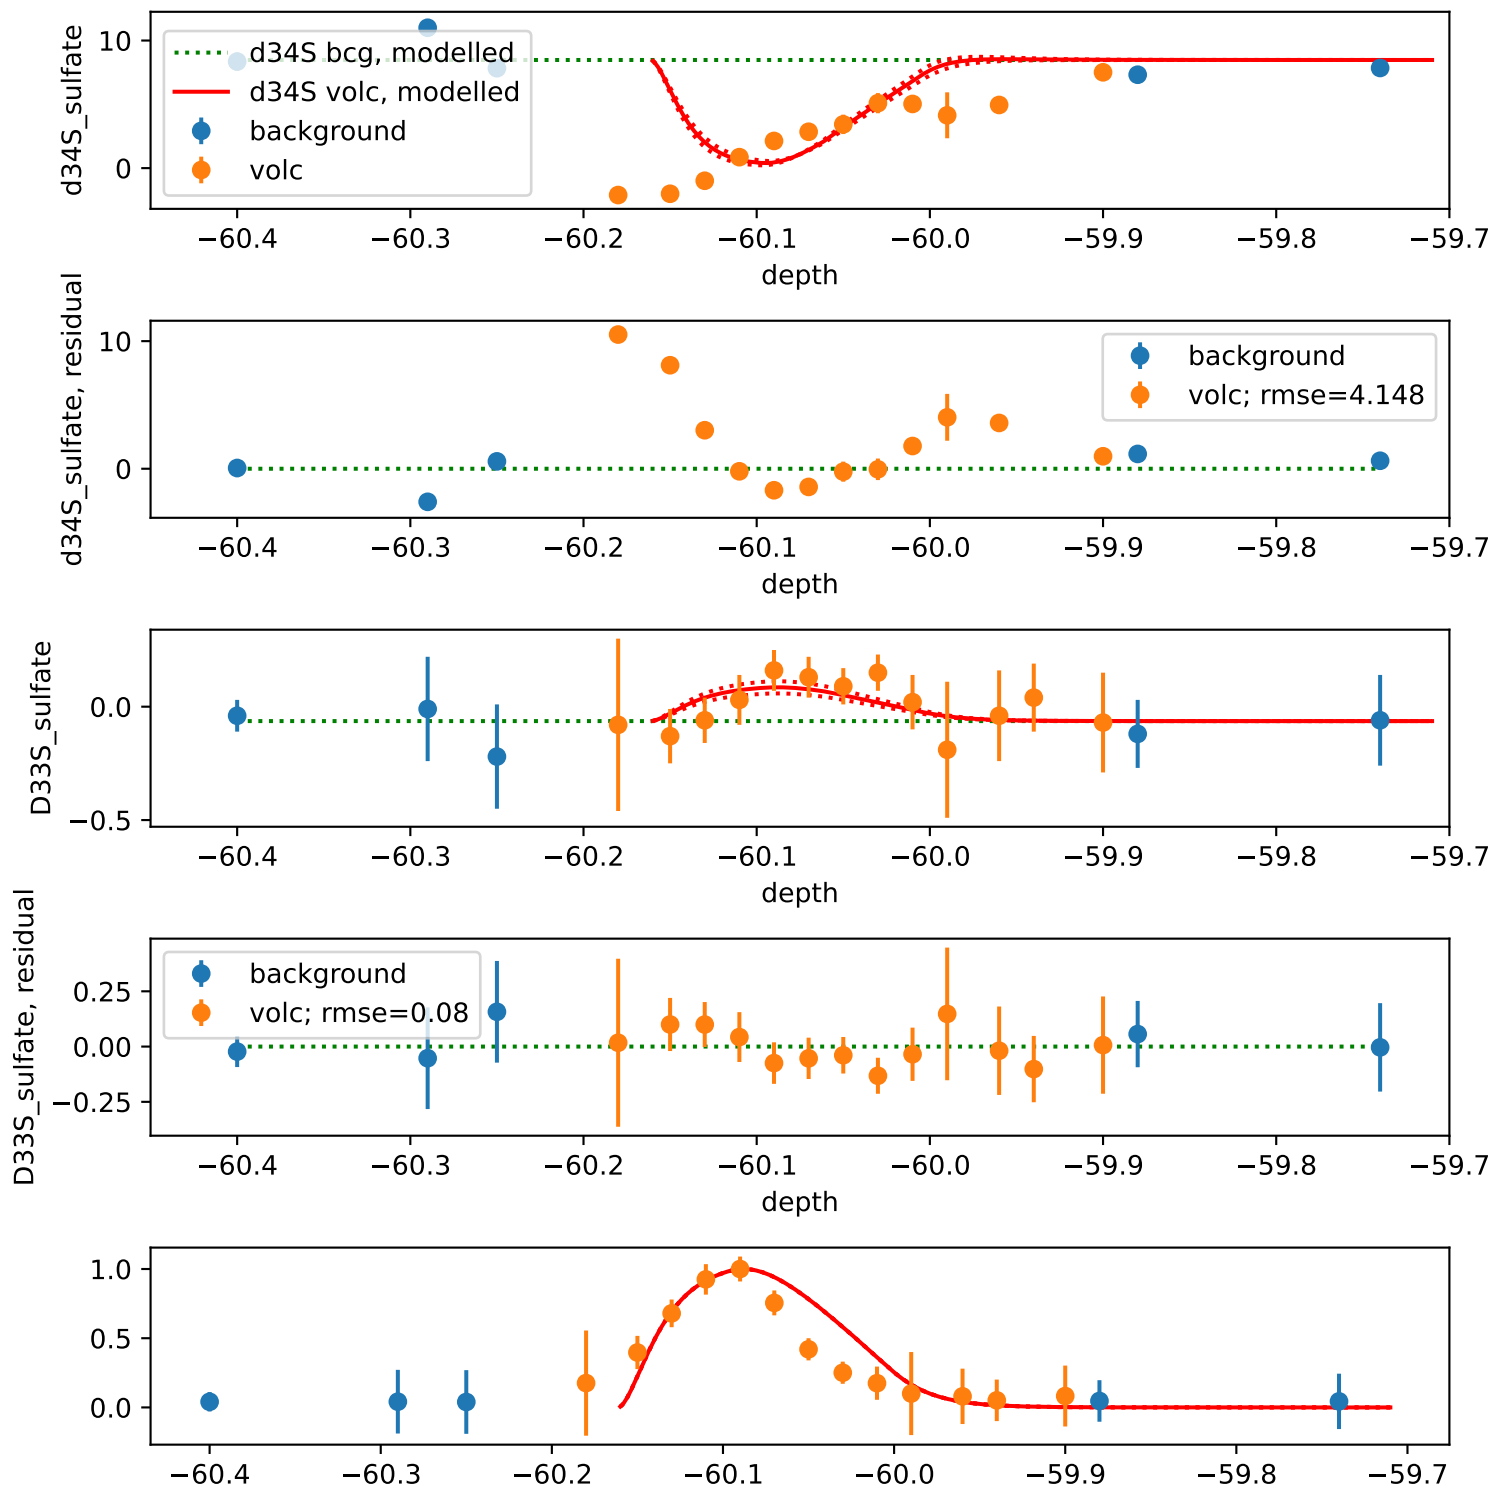 d34S_sulfate
10
0
d34S bcg, modelled
d34S volc, modelled
background
volc
−60.4 −60.3 −60.2 −60.1 −60.0 −59.9 −59.8 −59.7
depth
d34S_sulfate, residual
10
0
background
volc; rmse=4.148
−60.4 −60.3 −60.2 −60.1 −60.0 −59.9 −59.8 −59.7
depth
D33S_sulfate
0.0
−0.5
−60.4 −60.3 −60.2 −60.1 −60.0 −59.9 −59.8 −59.7
depth
D33S_sulfate, residual
0.25
0.00
−0.25
background
volc; rmse=0.08
−60.4 −60.3 −60.2 −60.1 −60.0 −59.9 −59.8 −59.7
depth
1.0
0.5
0.0
−60.4 −60.3 −60.2 −60.1 −60.0 −59.9 −59.8 −59.7